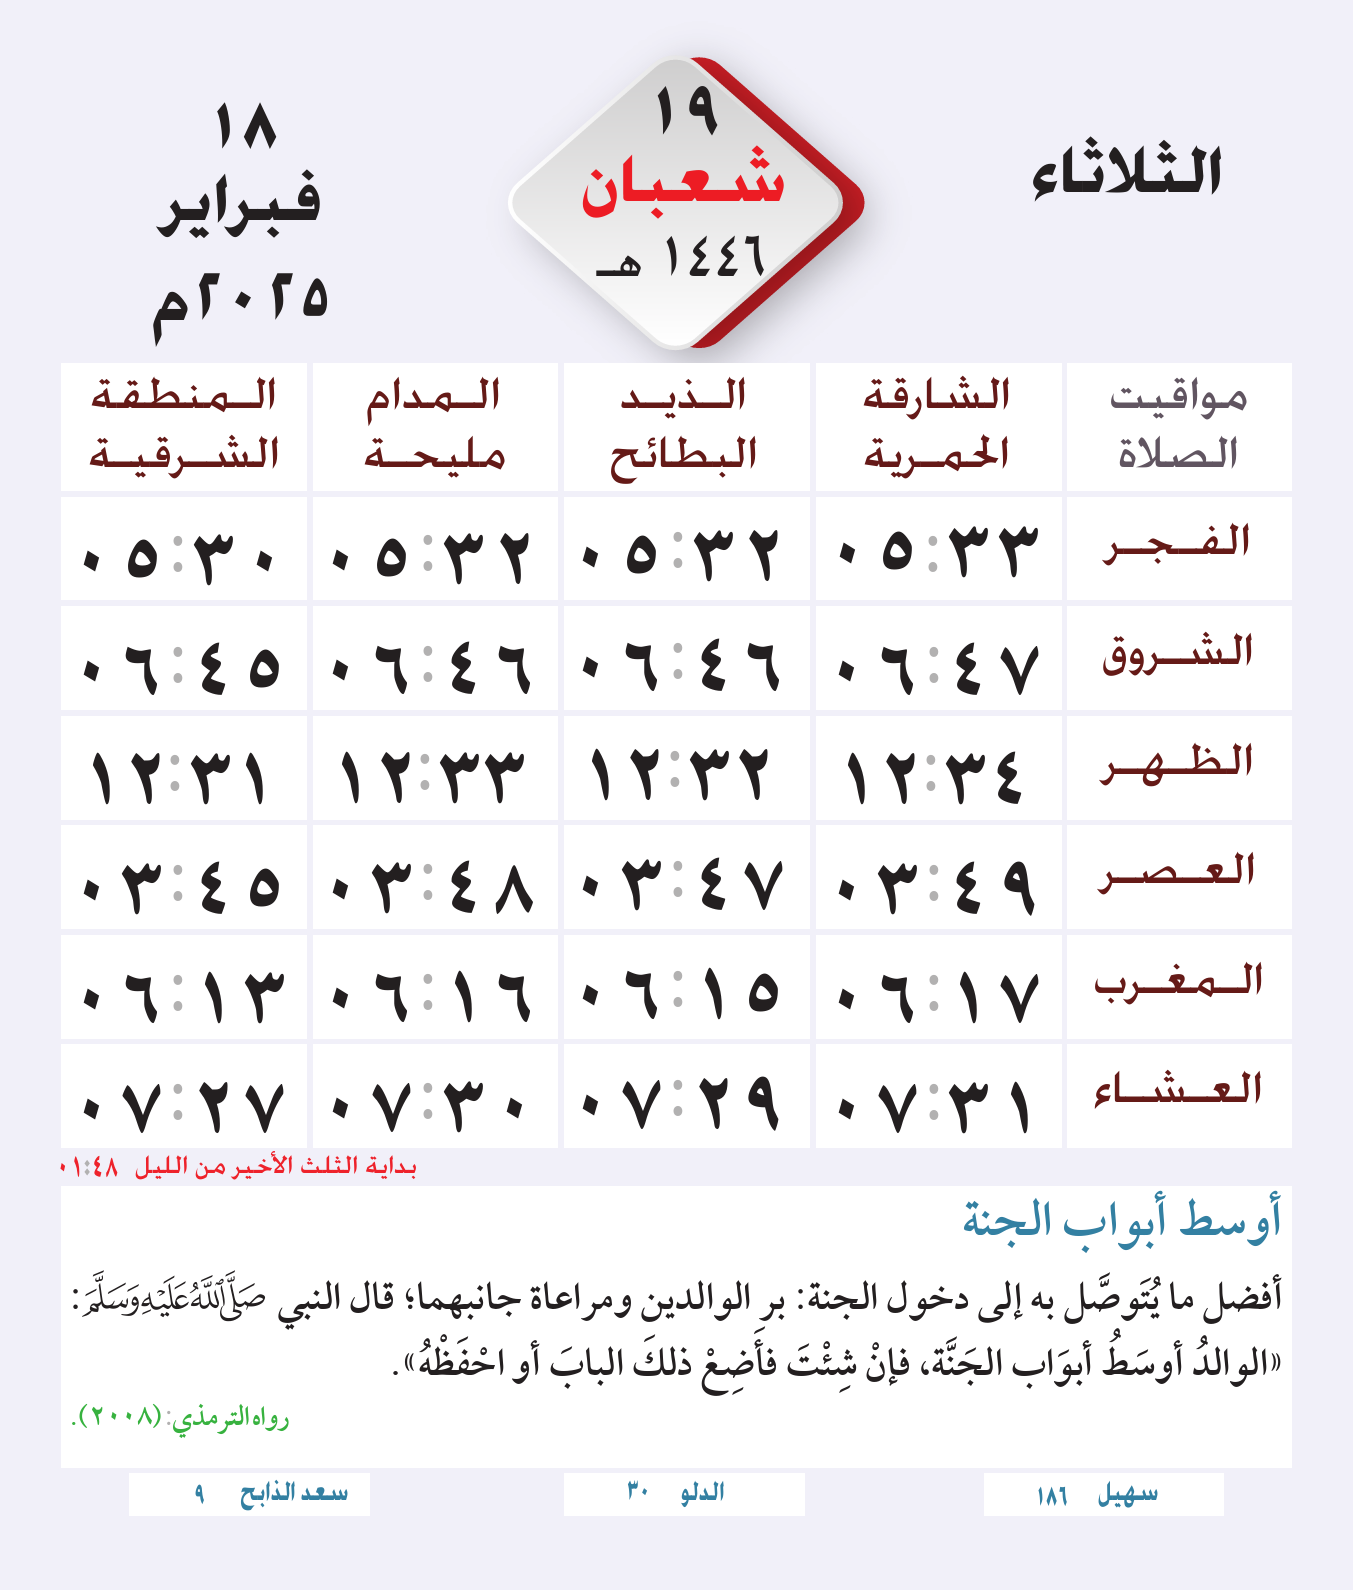 الثلاثاء
١٩
شعبان
١٤٤٦ هـ
١٨
فبراير
٢٠٢٥م
مواقيت الصلاة	الشارقة الحمرية	الذيد البطائح	المدام مليحة	المنطقة الشرقية
الفجر	٠٥:٣٣	٠٥:٣٢	٠٥:٣٢	٠٥:٣٠
الشروق	٠٦:٤٧	٠٦:٤٦	٠٦:٤٦	٠٦:٤٥
الظهر	١٢:٣٤	١٢:٣٢	١٢:٣٣	١٢:٣١
العصر	٠٣:٤٩	٠٣:٤٧	٠٣:٤٨	٠٣:٤٥
المغرب	٠٦:١٧	٠٦:١٥	٠٦:١٦	٠٦:١٣
العشاء	٠٧:٣١	٠٧:٢٩	٠٧:٣٠	٠٧:٢٧
بداية الثلث الأخير من الليل ٠١:٤٨
أوسط أبواب الجنة
أفضل ما يُتَوصَّل به إلى دخول الجنة: بر الوالدين ومراعاة جانبهما؛ قال النبي صَلَّى اللَّهُ عَلَيْهِ وَسَلَّمَ:
«الوالدُ أوسَطُ أبوَاب الجَنَّة، فإنْ شِئْتَ فأَضِعْ ذلكَ البابَ أو احْفَظْهُ».
رواه الترمذي: (٢٠٠٨).
سهيل ١٨٦
الدلو ٣٠
سعد الذابح ٩